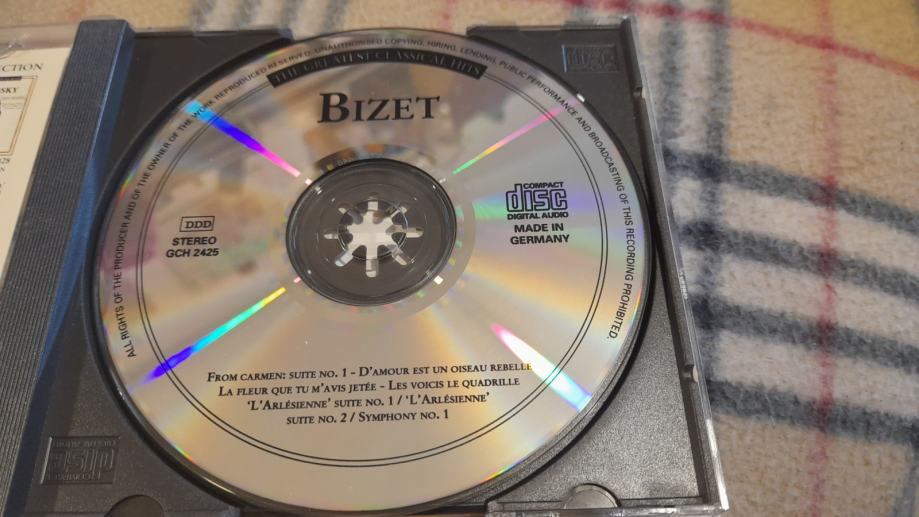 ALL RIGHTS OF THE PRODUCER AND OF THE OWNER OF THE WORK REPRODUCED RESERVED. UNAUTHORISED COPYING, HIRING, LENDING, PUBLIC PERFORMANCE AND BROADCASTING OF THIS RECORDING PROHIBITED.
THE GREATEST CLASSICAL HITS
BIZET
DDD
STEREO
GCH 2425
COMPACT
disc
DIGITAL AUDIO
MADE IN
GERMANY
FROM CARMEN: SUITE NO. 1 - D'AMOUR EST UN OISEAU REBELLE
LA FLEUR QUE TU M'AVIS JETÉE - LES VOICIS LE QUADRILLE
'L'ARLÉSIENNE' SUITE NO. 1 / 'L'ARLÉSIENNE'
SUITE NO. 2 / SYMPHONY NO. 1